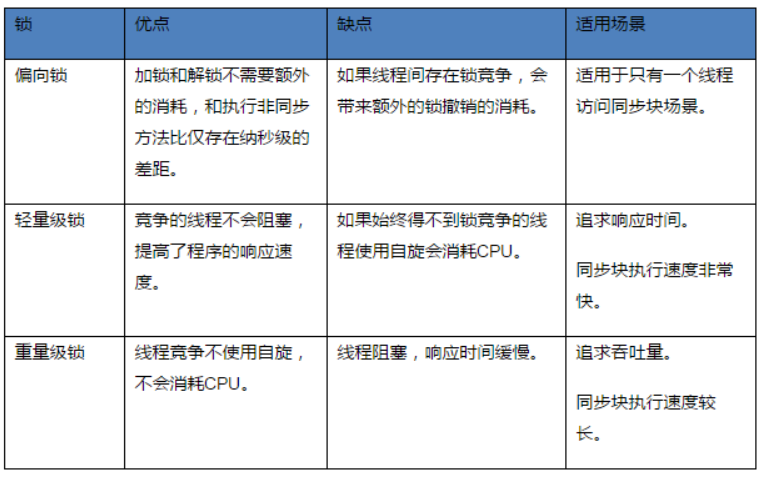 锁
优点
缺点
适用场景
偏向锁
加锁和解锁不需要额外
的消耗，和执行非同步
方法比仅存在纳秒级的
差距。
如果线程间存在锁竞争，会
带来额外的锁撤销的消耗。
适用于只有一个线程
访问同步块场景。
轻量级锁
竞争的线程不会阻塞，
提高了程序的响应速
度。
如果始终得不到锁竞争的线
程使用自旋会消耗CPU。
追求响应时间。
同步块执行速度非常
快。
重量级锁
线程竞争不使用自旋，
不会消耗CPU。
线程阻塞，响应时间缓慢。
追求吞吐量。
同步块执行速度较
长。